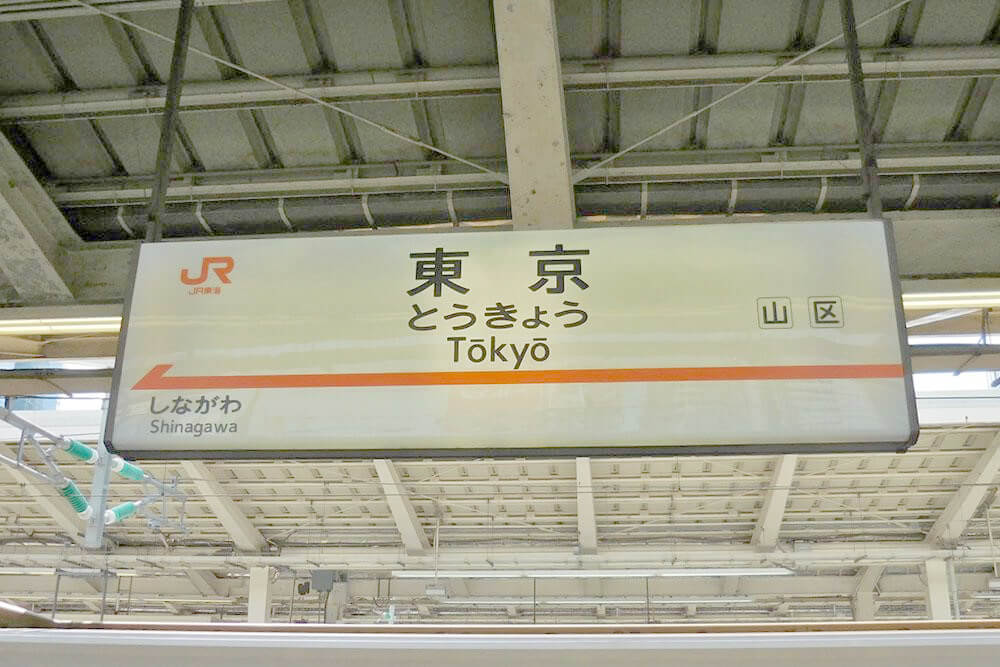 JR
JR東海
東京
とうきょう
Tōkyō
山区
しながわ
Shinagawa